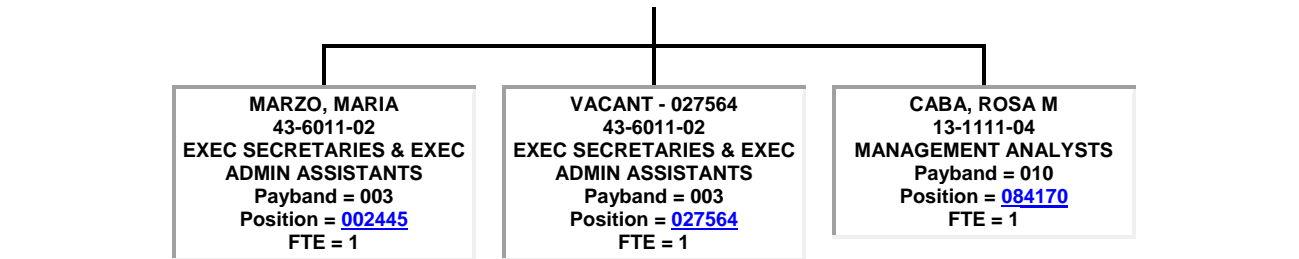 MARZO, MARIA
43-6011-02
EXEC SECRETARIES & EXEC
ADMIN ASSISTANTS
Payband = 003
Position = 002445
FTE = 1
VACANT - 027564
43-6011-02
EXEC SECRETARIES & EXEC
ADMIN ASSISTANTS
Payband = 003
Position = 027564
FTE = 1
CABA, ROSA M
13-1111-04
MANAGEMENT ANALYSTS
Payband = 010
Position = 084170
FTE = 1